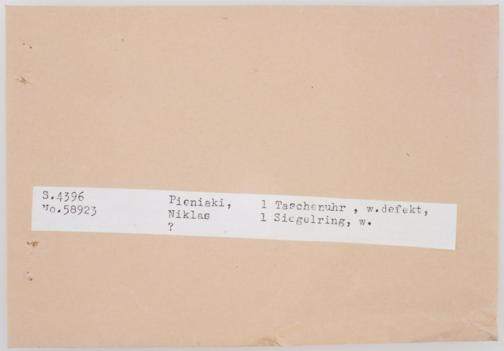 S.4396 Pieniaki, 1 Taschenuhr , w.defekt,
No.58923 Niklas 1 Siegelring, w.
?